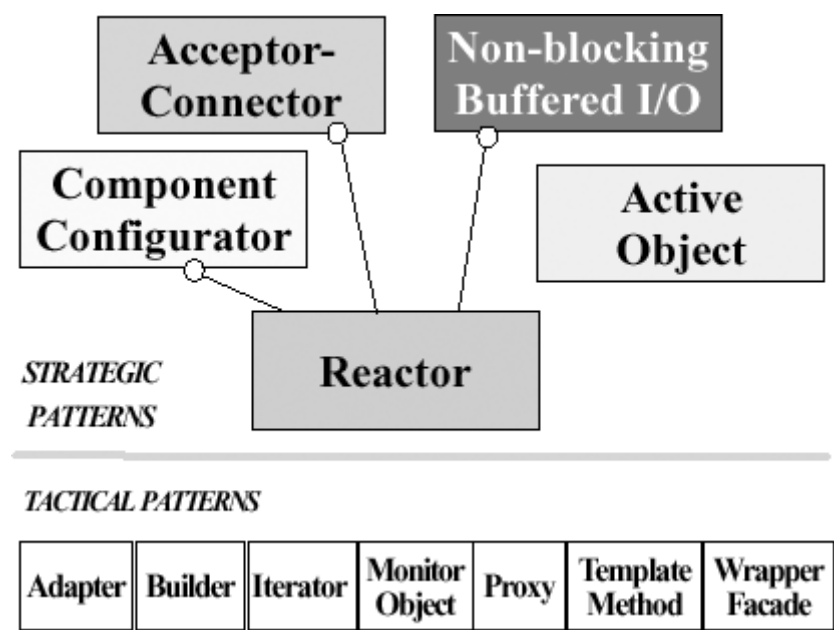 Acceptor-
Connector
Non-blocking
Buffered I/O
Component
Configurator
Active
Object
Reactor
STRATEGIC
PATTERNS
TACTICAL PATTERNS
Adapter
Builder
Iterator
Monitor
Object
Proxy
Template
Method
Wrapper
Facade